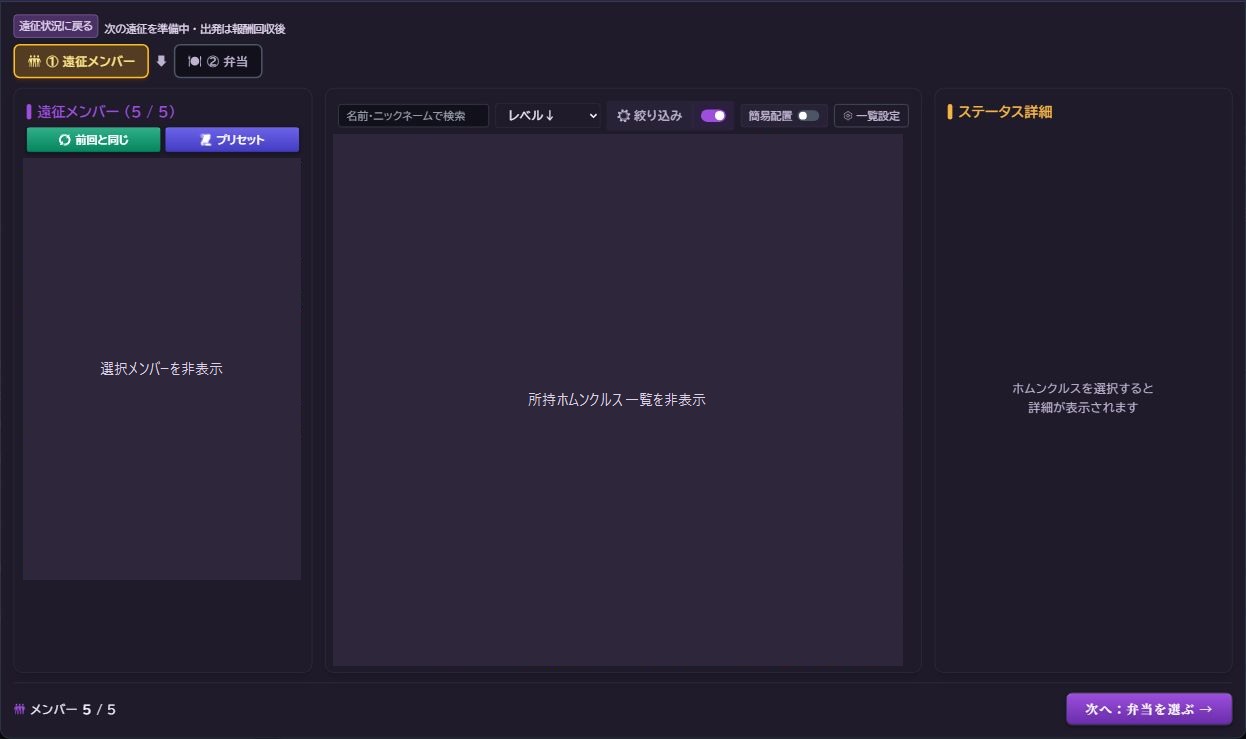 遠征状況に戻る 次の遠征を準備中・出発は報酬回収後
① 遠征メンバー ② 弁当
遠征メンバー（5 / 5）
前回と同じ プリセット
選択メンバーを非表示
名前・ニックネームで検索 レベル↓ 絞り込み 簡易配置 一覧設定
所持ホムンクルス一覧を非表示
ステータス詳細
ホムンクルスを選択すると
詳細が表示されます
メンバー 5 / 5
次へ：弁当を選ぶ →